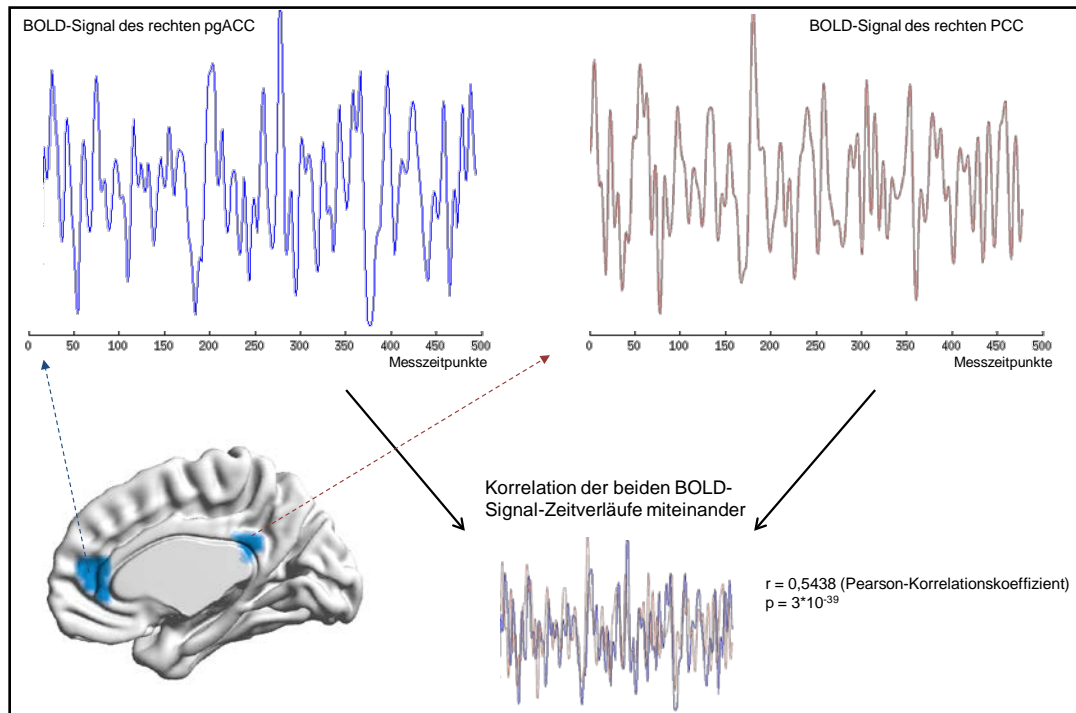 BOLD-Signal des rechten pgACC
BOLD-Signal des rechten PCC
0 50 100 150 200 250 300 350 400 450 500
Messzeitpunkte
0 50 100 150 200 250 300 350 400 450 500
Messzeitpunkte
Korrelation der beiden BOLD-
Signal-Zeitverläufe miteinander
r = 0,5438 (Pearson-Korrelationskoeffizient)
p = 3*10⁻³⁹